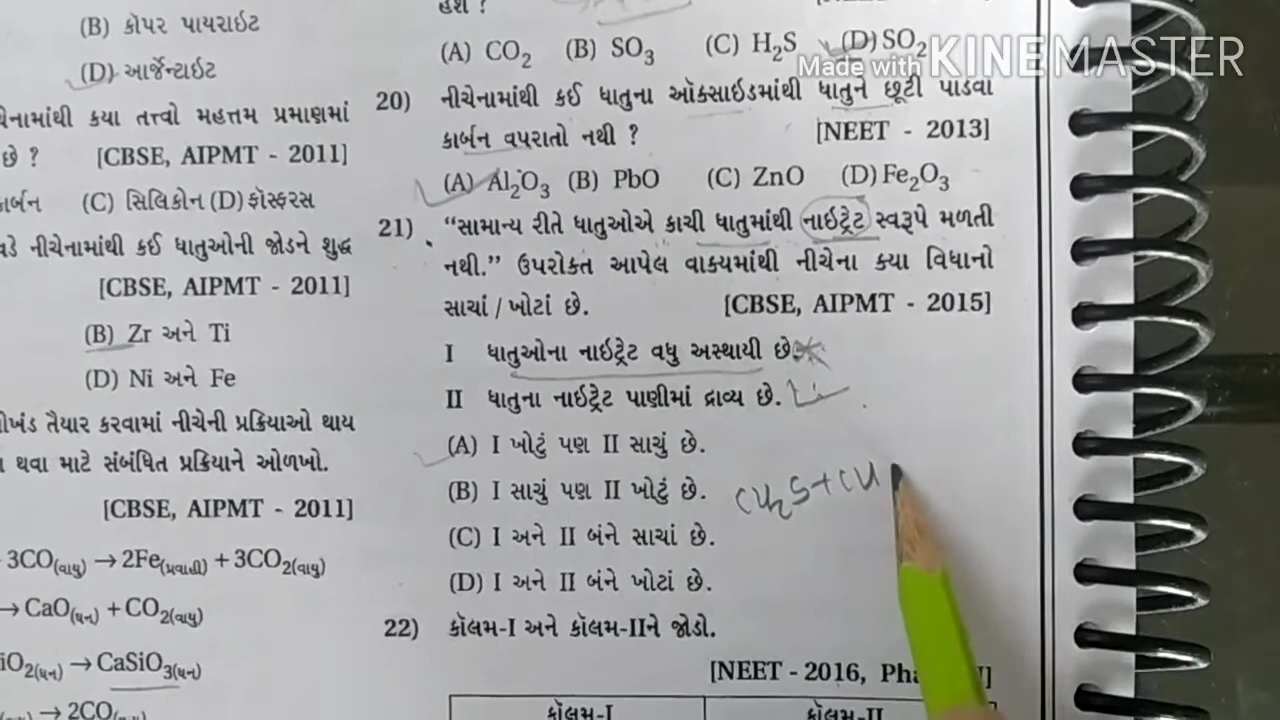 (B) કૉપર પાયરાઇટ
(D) આર્જેન્ટાઇટ
કયા તત્ત્વો મહત્તમ પ્રમાણમાં
છે ? [CBSE, AIPMT - 2011]
(C) સિલિકોન (D) ફૉસ્ફરસ
નીચેનામાંથી કઈ ધાતુઓની જોડને શુદ્ધ
[CBSE, AIPMT - 2011]
(B) Zr અને Ti
(D) Ni અને Fe
તૈયાર કરવામાં નીચેની પ્રક્રિયાઓ થાય
થવા માટે સંબંધિત પ્રક્રિયાને ઓળખો.
[CBSE, AIPMT - 2011]
3CO(વાયુ) → 2Fe(પ્રવાહી) + 3CO2(વાયુ)
→ CaO(ઘન) + CO2(વાયુ)
iO2(ઘન) → CaSiO3(ઘન)
→ 2CO
(A) CO2 (B) SO3 (C) H2S (D) SO2
Made with KINEMASTER
20) નીચેનામાંથી કઈ ધાતુના ઑક્સાઇડમાંથી ધાતુને છૂટી પાડવા
કાર્બન વપરાતો નથી ? [NEET - 2013]
(A) Al2O3 (B) PbO (C) ZnO (D) Fe2O3
21) “સામાન્ય રીતે ધાતુઓએ કાચી ધાતુમાંથી નાઇટ્રેટ સ્વરૂપે મળતી
નથી.” ઉપરોક્ત આપેલ વાક્યમાંથી નીચેના ક્યા વિધાનો
સાચાં / ખોટાં છે. [CBSE, AIPMT - 2015]
I ધાતુઓના નાઇટ્રેટ વધુ અસ્થાયી છે
II ધાતુના નાઇટ્રેટ પાણીમાં દ્રાવ્ય છે.
(A) I ખોટું પણ II સાચું છે.
(B) I સાચું પણ II ખોટું છે.
(C) I અને II બંને સાચાં છે.
(D) I અને II બંને ખોટાં છે.
22) કૉલમ-I અને કૉલમ-IIને જોડો.
[NEET - 2016,
કૉલમ-I કૉલમ-II